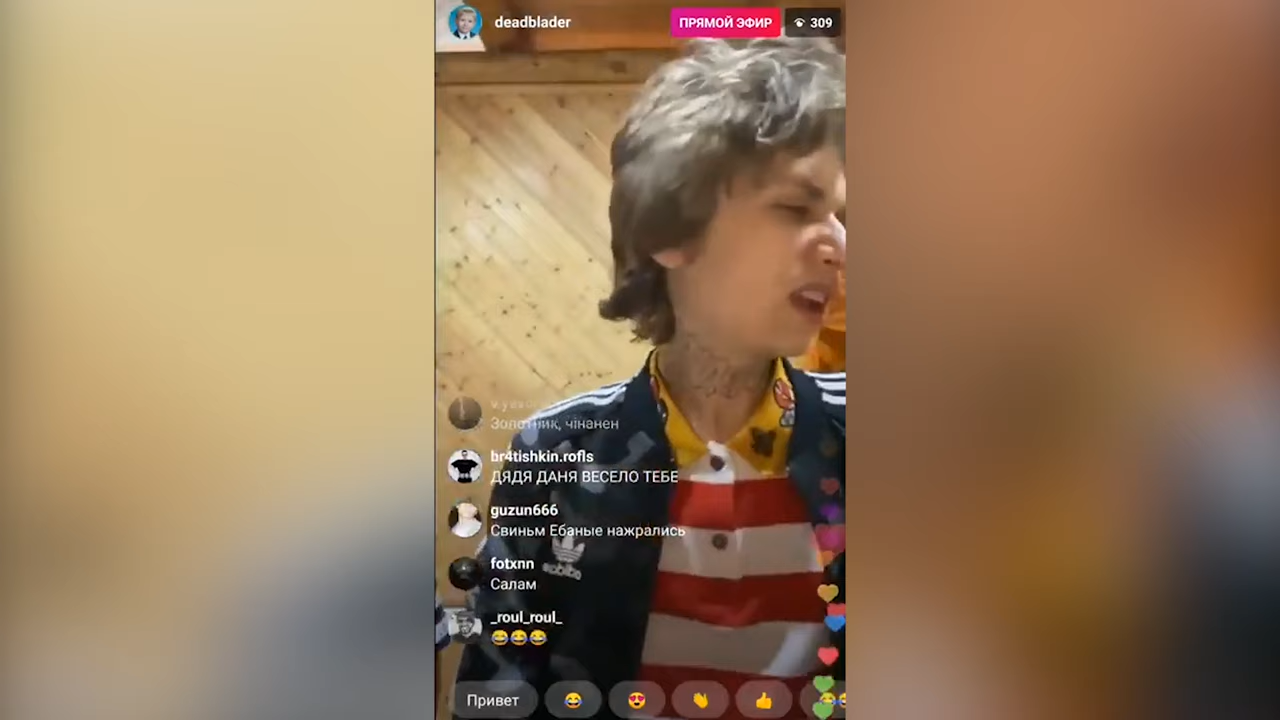 deadblader
ПРЯМОЙ ЭФИР
309
Золотник, чінанен
br4tishkin.rofls
ДЯДЯ ДАНЯ ВЕСЕЛО ТЕБЕ
guzun666
Свиньм Ебаные нажрались
fotxnn
Салам
_roul_roul_
😂😂😂
Привет